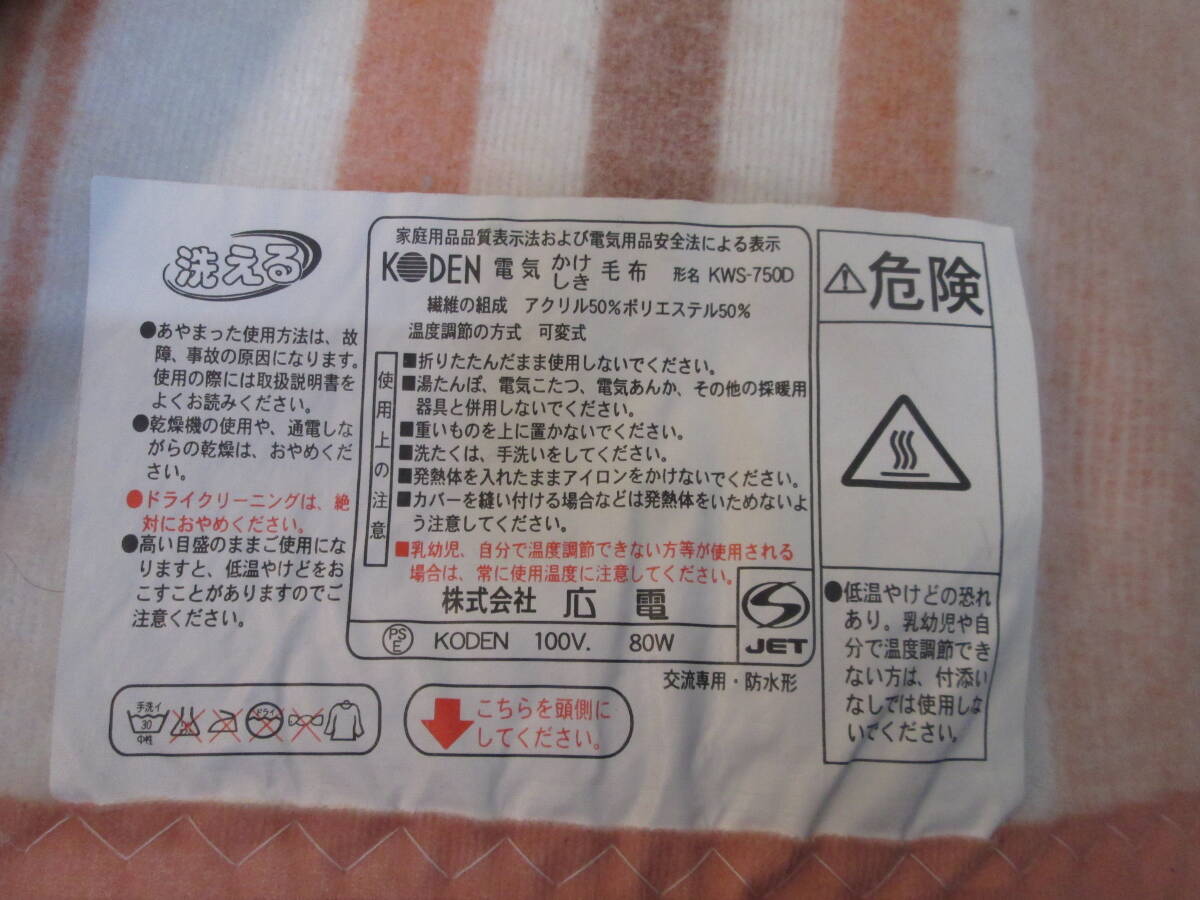 洗える
●あやまった使用方法は、故
障、事故の原因になります。
使用の際には取扱説明書を
よくお読みください。
●乾燥機の使用や、通電しな
がらの乾燥は、おやめくだ
さい。
●ドライクリーニングは、絶
対におやめください。
●高い目盛のままご使用にな
りますと、低温やけどをお
こすことがありますのでご
注意ください。
家庭用品品質表示法および電気用品安全法による表示
KODEN 電気 かけ しき 毛布 形名 KWS-750D
繊維の組成 アクリル50%ポリエステル50%
温度調節の方式 可変式
使用上の注意
■折りたたんだまま使用しないでください。
■湯たんぽ、電気こたつ、電気あんか、その他の採暖用
器具と併用しないでください。
■重いものを上に置かないでください。
■洗たくは、手洗いをしてください。
■発熱体を入れたままアイロンをかけないでください。
■カバーを縫い付ける場合などは発熱体をいためないよ
う注意してください。
■乳幼児、自分で温度調節できない方等が使用される
場合は、常に使用温度に注意してください。
株式会社 広電
PSE KODEN 100V. 80W
JET
交流専用・防水形
⚠危険
●低温やけどの恐れ
あり。乳幼児や自
分で温度調節でき
ない方は、付添い
なしでは使用しな
いでください。
手洗イ
30
中性
ドライ
こちらを頭側に
してください。